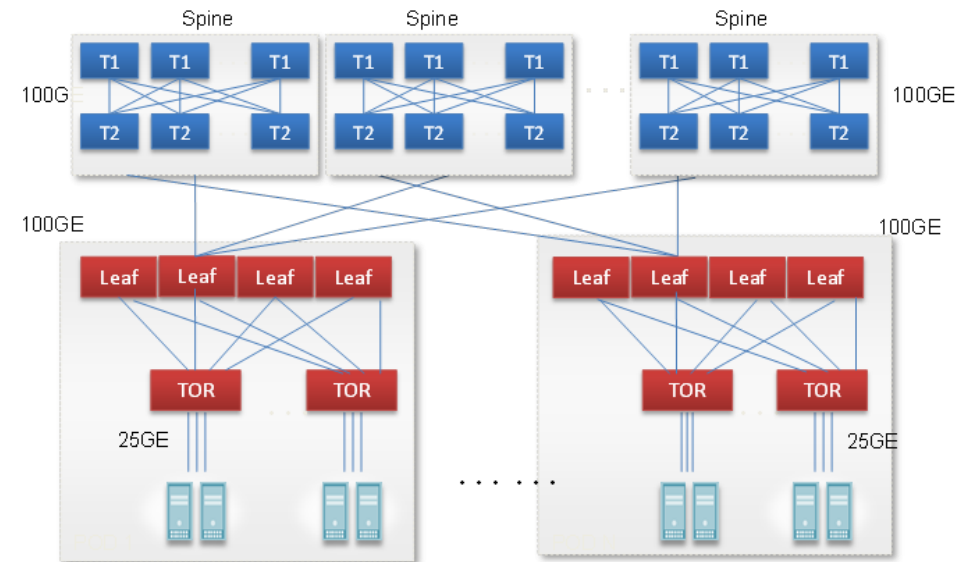 Spine Spine Spine
T1 T1 T1 T1 T1 T1 T1 T1 T1
100GE 100GE
T2 T2 T2 T2 T2 T2 T2 T2 T2
100GE 100GE
Leaf Leaf Leaf Leaf Leaf Leaf Leaf Leaf
TOR TOR TOR TOR
25GE 25GE